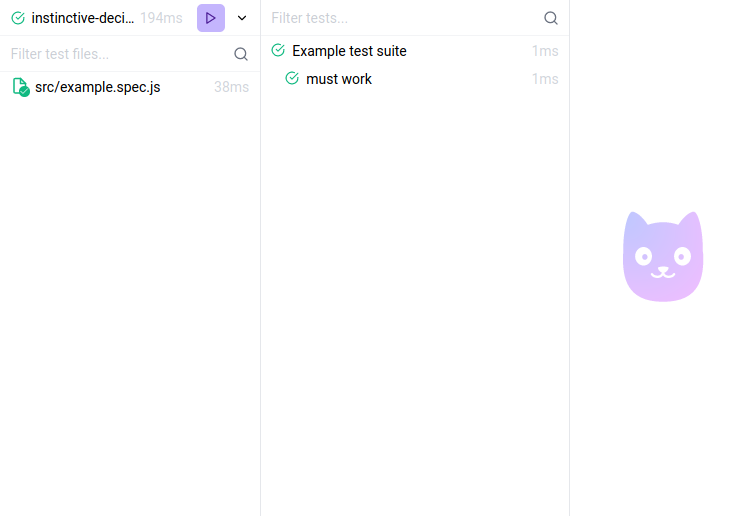 instinctive-deci... 194ms
Filter test files...
src/example.spec.js 38ms
Filter tests...
Example test suite 1ms
must work 1ms